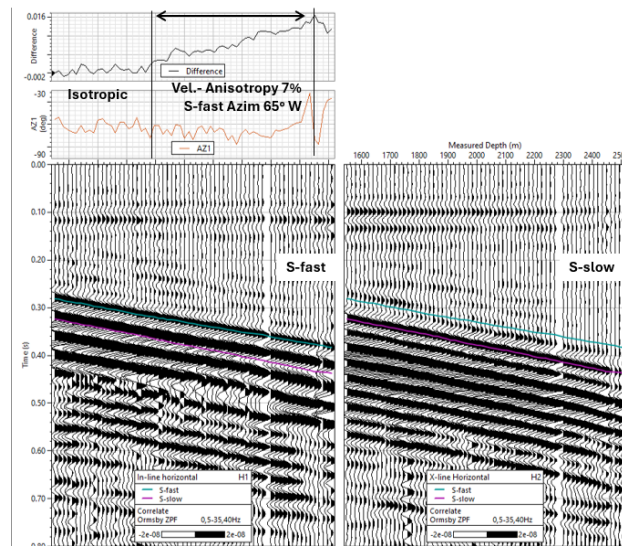 0.016
Difference
-0.002
Difference
Isotropic
Vel.- Anisotropy 7%
S-fast Azim 65º W
-30
AZ1
(deg)
-90
AZ1
Measured Depth (m)
1600 1700 1800 1900 2000 2100 2200 2300 2400
0.00
0.10
0.20
0.30
0.40
0.50
0.60
0.70
Time (s)
S-fast
S-slow
In-line horizontal H1
S-fast
S-slow
Correlate
Ormsby ZPF 0,5-35,40Hz
-2e-08 2e-08
X-line Horizontal H2
S-fast
S-slow
Correlate
Ormsby ZPF 0,5-35,40Hz
-2e-08 2e-08